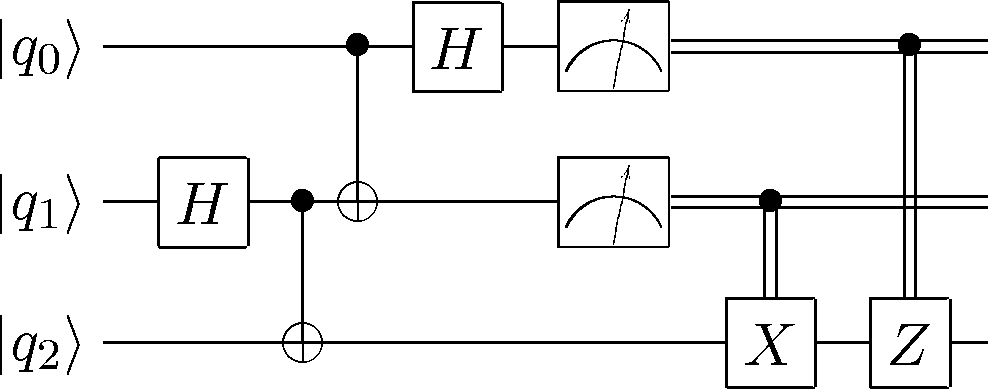 |q₀⟩ H
|q₁⟩ H
|q₂⟩ X Z